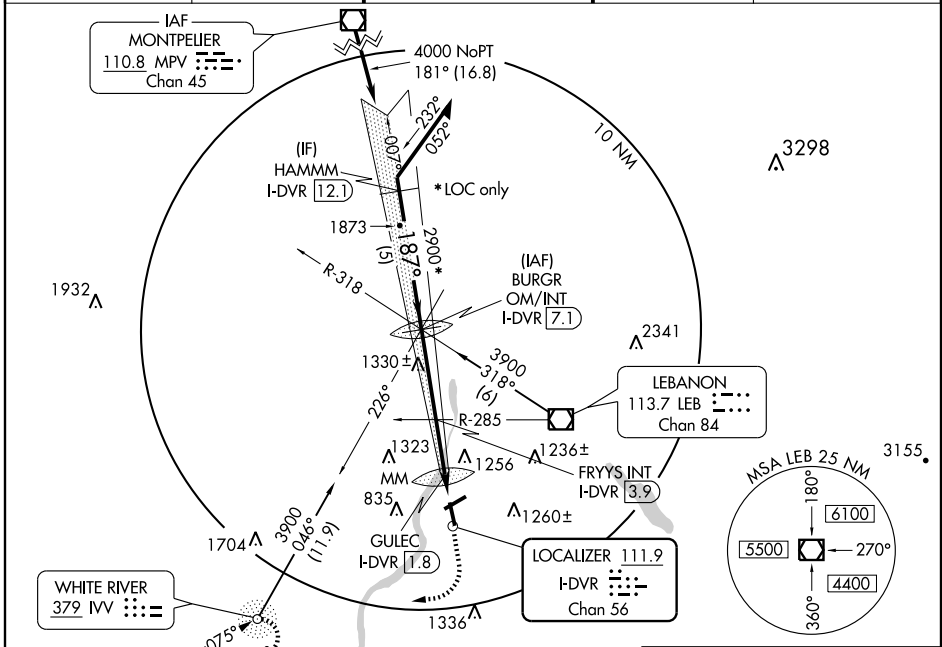 IAF
MONTPELIER
110.8 MPV
Chan 45
4000 NoPT
181° (16.8)
10 NM
3298
232°
052°
007°
(IF)
HAMMM
I-DVR 12.1
*LOC only
1873
187°
(5)
2900*
R-318
1932
(IAF)
BURGR
OM/INT
I-DVR 7.1
2341
1330±
3900
318°
(6)
LEBANON
113.7 LEB
Chan 84
226°
R-285
1323
1256
1236±
3155
MM
FRYYS INT
I-DVR 3.9
835
1260±
GULEC
I-DVR 1.8
1704
3900
046°
(11.9)
LOCALIZER 111.9
I-DVR
Chan 56
WHITE RIVER
379 IVV
075°
1336
MSA LEB 25 NM
180°
6100
5500
270°
4400
360°